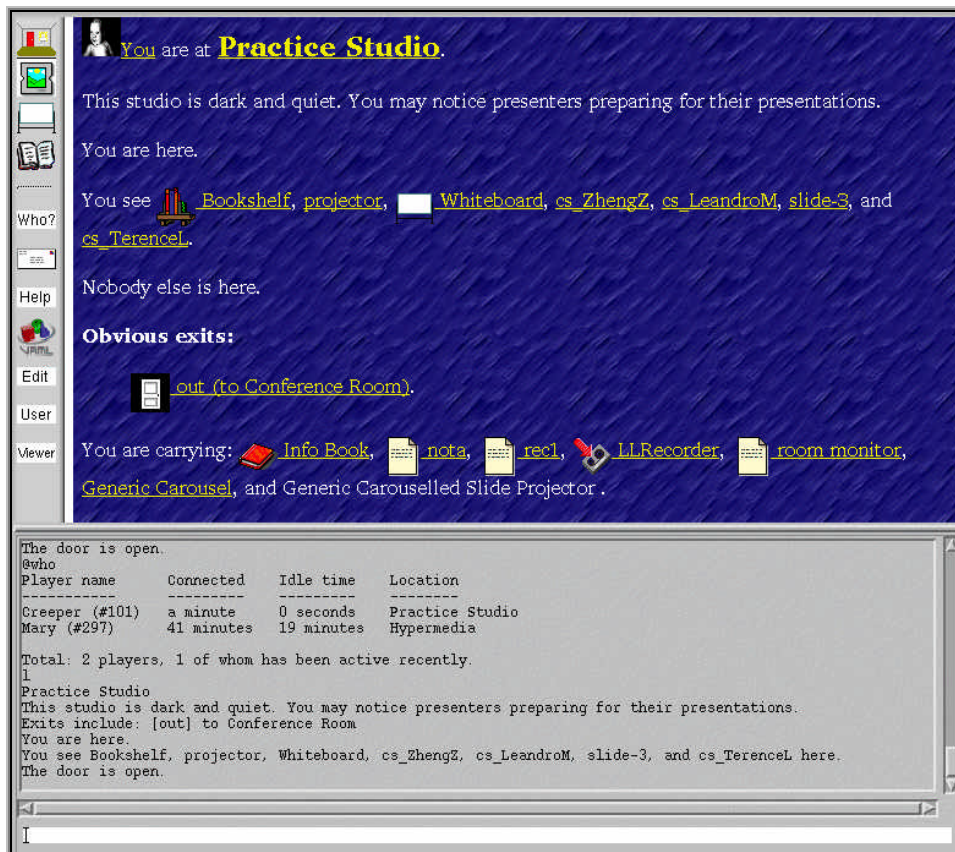 You are at Practice Studio.
This studio is dark and quiet. You may notice presenters preparing for their presentations.
You are here.
You see Bookshelf, projector, Whiteboard, cs_ZhengZ, cs_LeandroM, slide-3, and
cs_TerenceL.
Nobody else is here.
Obvious exits:
out (to Conference Room).
You are carrying: Info Book, nota, rec1, LLRecorder, room monitor,
Generic Carousel, and Generic Carouselled Slide Projector .
Who?
Help
VRML
Edit
User
Viewer
The door is open.
@who
Player name Connected Idle time Location
----------- --------- --------- --------
Creeper (#101) a minute 0 seconds Practice Studio
Mary (#297) 41 minutes 19 minutes Hypermedia
Total: 2 players, 1 of whom has been active recently.
l
Practice Studio
This studio is dark and quiet. You may notice presenters preparing for their presentations.
Exits include: [out] to Conference Room
You are here.
You see Bookshelf, projector, Whiteboard, cs_ZhengZ, cs_LeandroM, slide-3, and cs_TerenceL here.
The door is open.